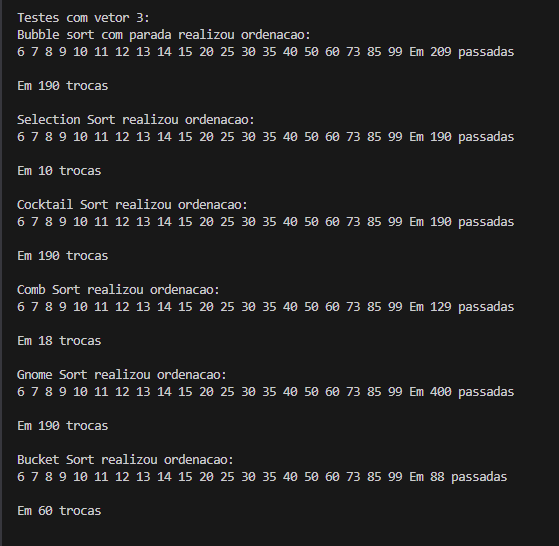 Testes com vetor 3:
Bubble sort com parada realizou ordenacao:
6 7 8 9 10 11 12 13 14 15 20 25 30 35 40 50 60 73 85 99 Em 209 passadas
Em 190 trocas
Selection Sort realizou ordenacao:
6 7 8 9 10 11 12 13 14 15 20 25 30 35 40 50 60 73 85 99 Em 190 passadas
Em 10 trocas
Cocktail Sort realizou ordenacao:
6 7 8 9 10 11 12 13 14 15 20 25 30 35 40 50 60 73 85 99 Em 190 passadas
Em 190 trocas
Comb Sort realizou ordenacao:
6 7 8 9 10 11 12 13 14 15 20 25 30 35 40 50 60 73 85 99 Em 129 passadas
Em 18 trocas
Gnome Sort realizou ordenacao:
6 7 8 9 10 11 12 13 14 15 20 25 30 35 40 50 60 73 85 99 Em 400 passadas
Em 190 trocas
Bucket Sort realizou ordenacao:
6 7 8 9 10 11 12 13 14 15 20 25 30 35 40 50 60 73 85 99 Em 88 passadas
Em 60 trocas